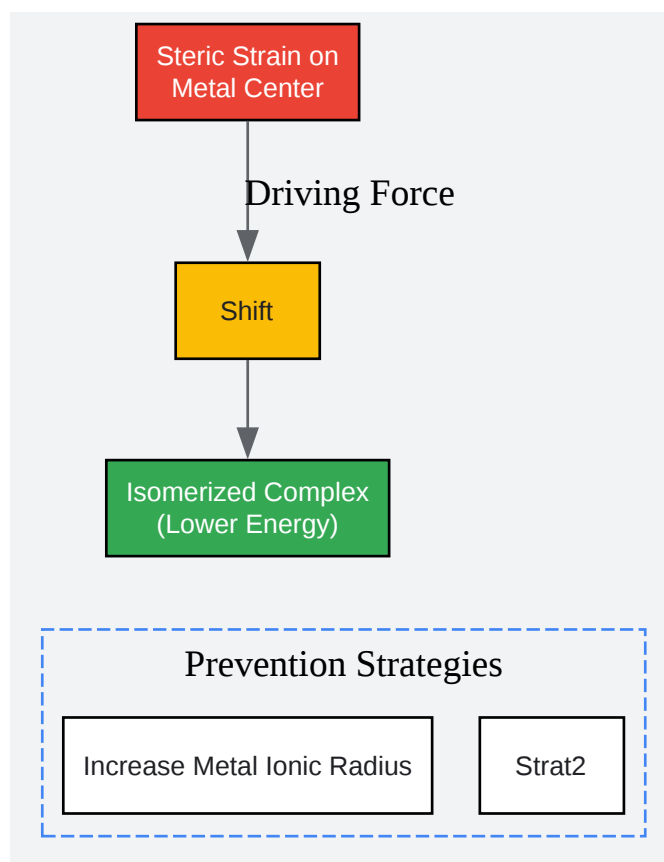 Steric Strain on
Metal Center
Driving Force
Shift
Isomerized Complex
(Lower Energy)
Prevention Strategies
Increase Metal Ionic Radius
Strat2